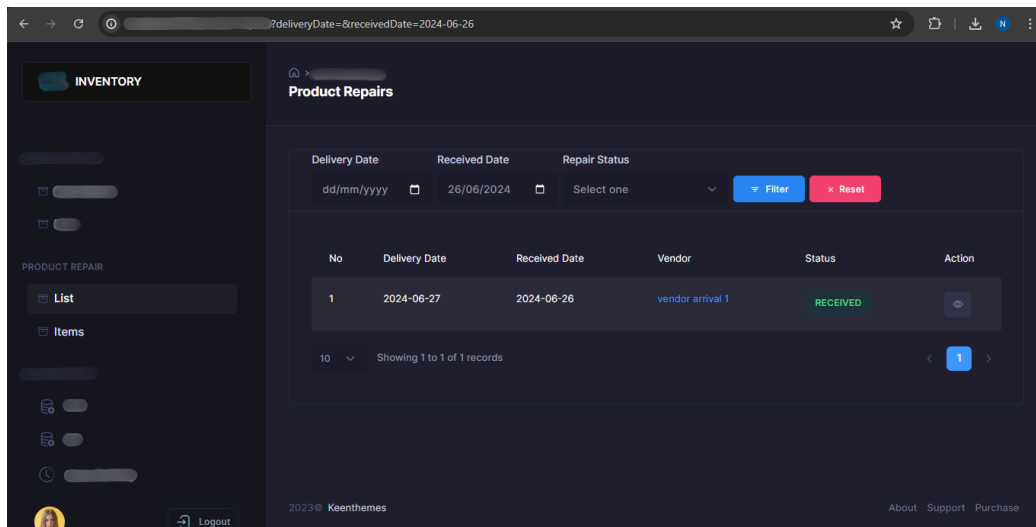 ?deliveryDate=&receivedDate=2024-06-26
N
INVENTORY
Product Repairs
Delivery Date Received Date Repair Status
dd/mm/yyyy 26/06/2024 Select one Filter × Reset
PRODUCT REPAIR
List
Items
No Delivery Date Received Date Vendor Status Action
1 2024-06-27 2024-06-26 vendor arrival 1 RECEIVED
10 Showing 1 to 1 of 1 records < 1 >
Logout
2023© Keenthemes About Support Purchase